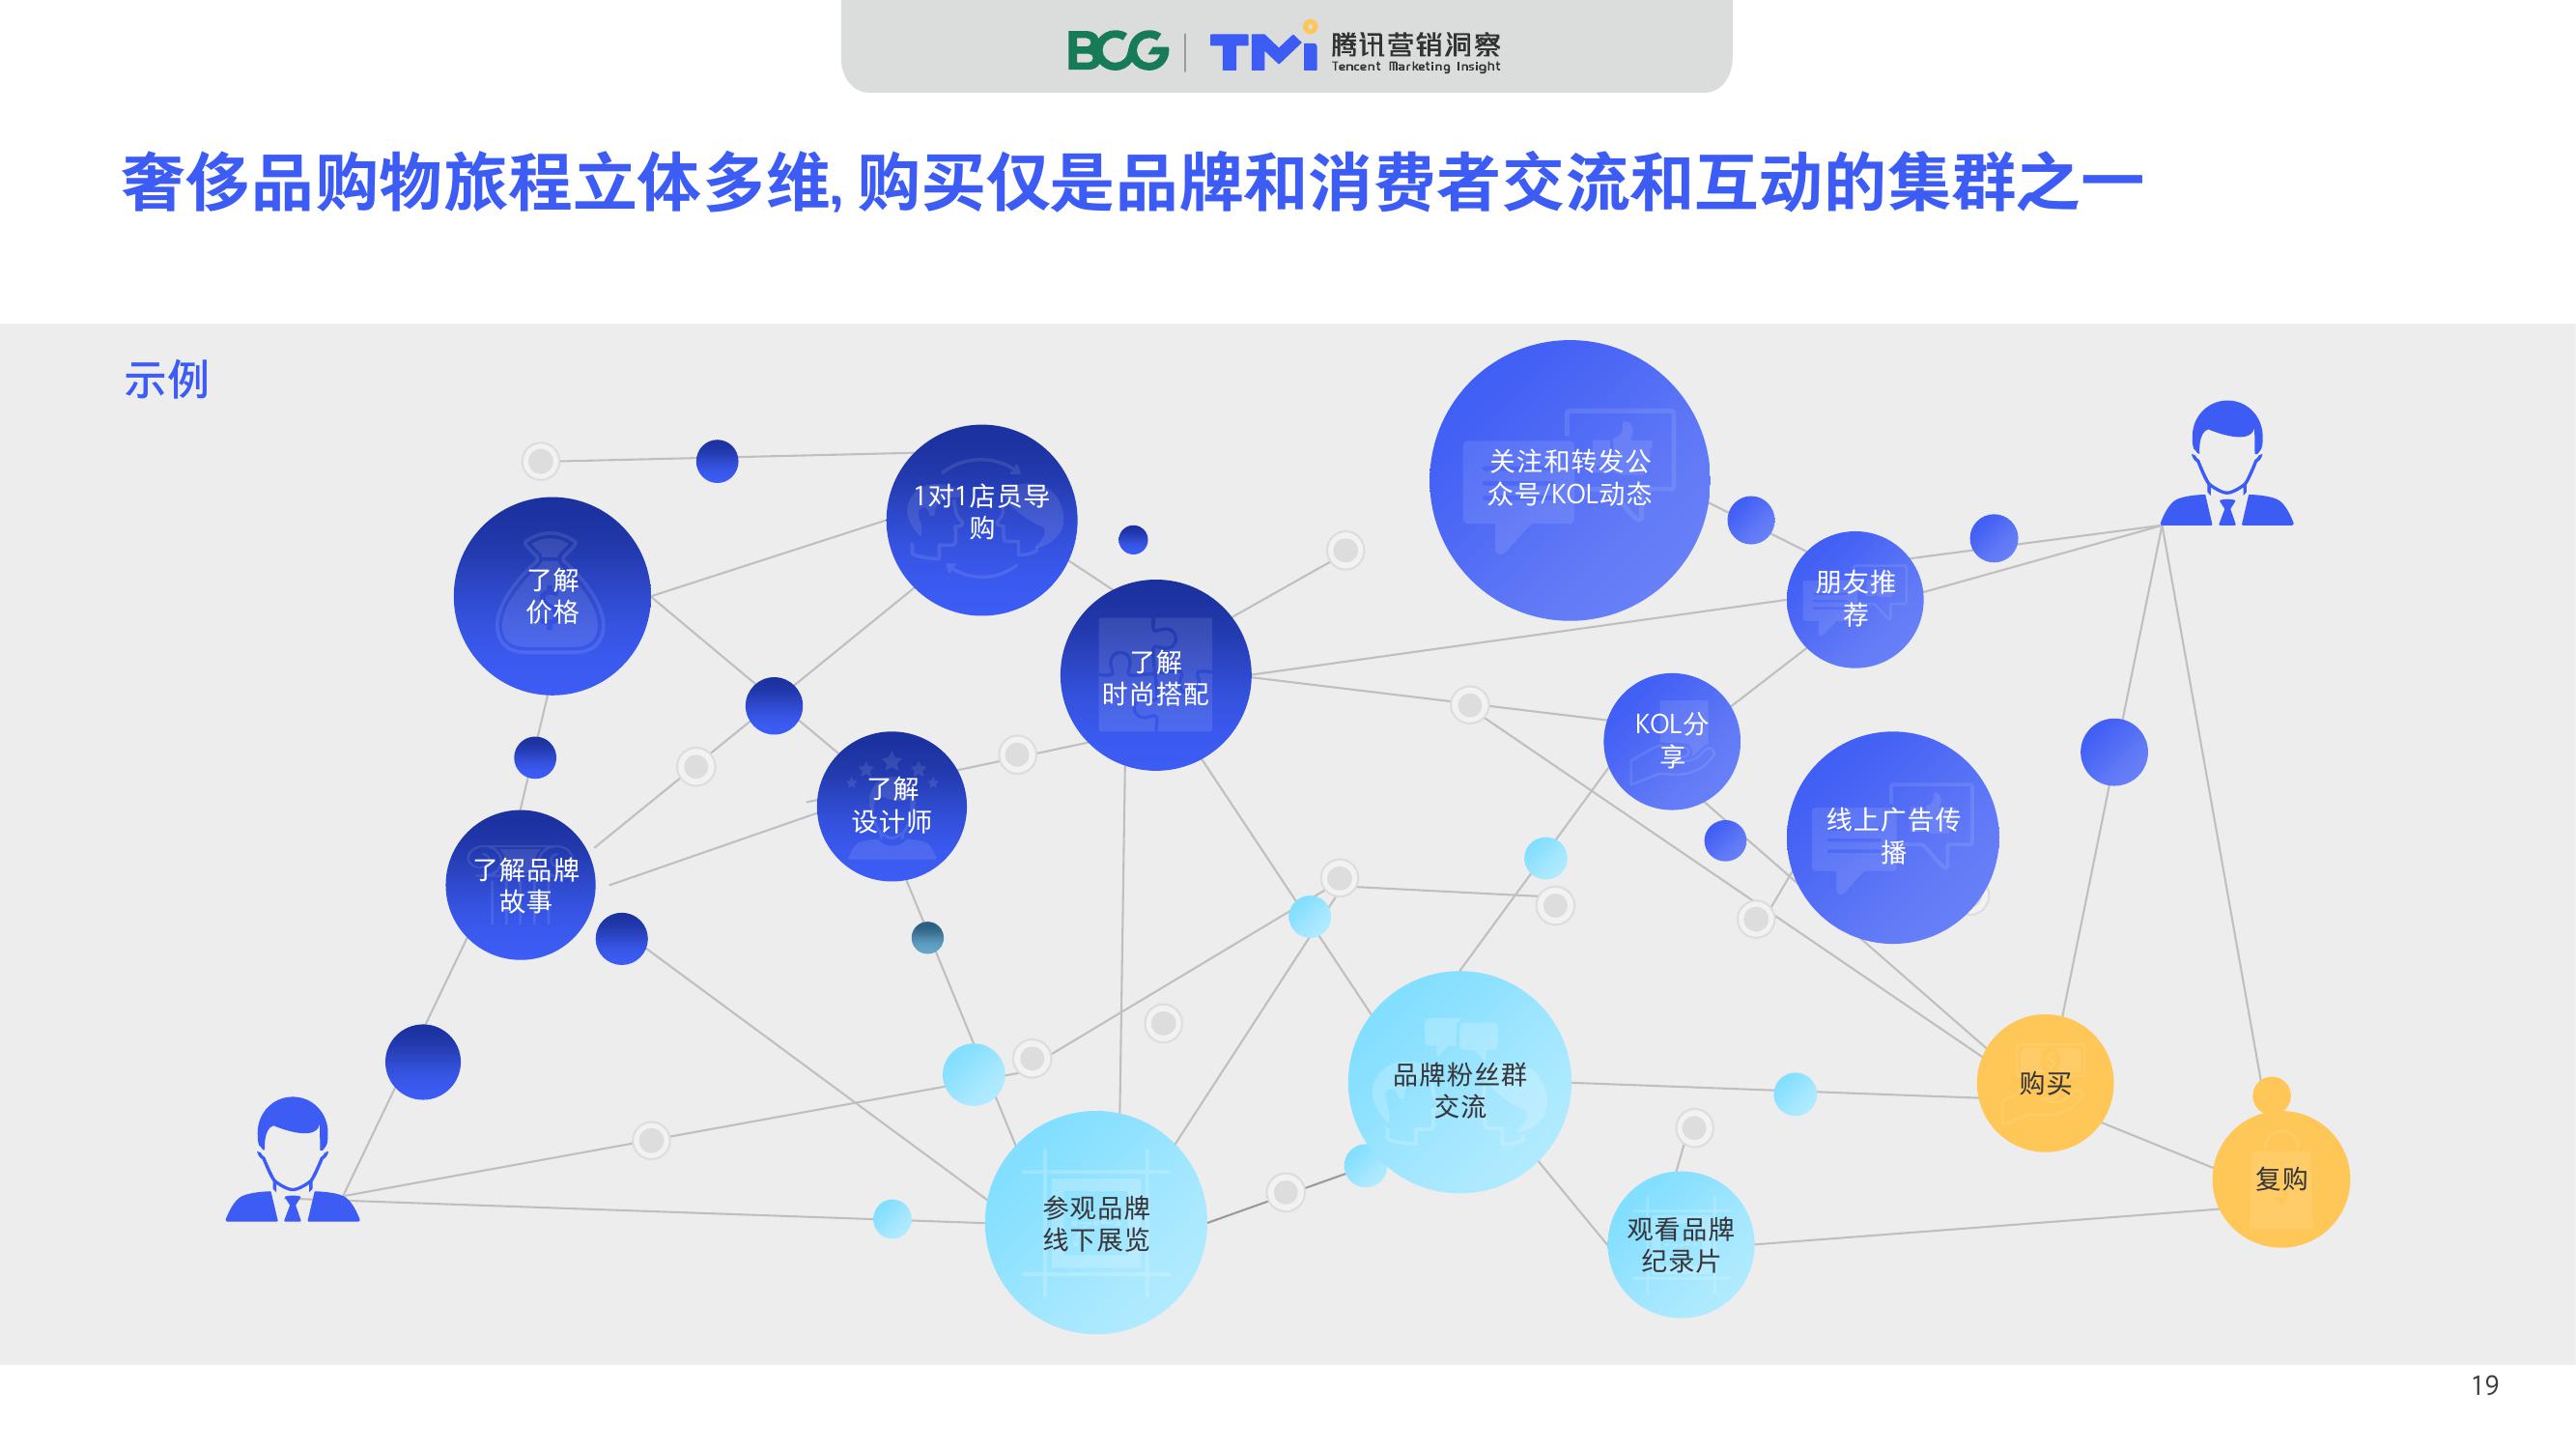 BCG
TMi 腾讯营销洞察
Tencent Marketing Insight
奢侈品购物旅程立体多维, 购买仅是品牌和消费者交流和互动的集群之一
示例
1对1店员导
购
关注和转发公
众号/KOL动态
了解
价格
朋友推
荐
了解
时尚搭配
KOL分
享
了解
设计师
线上广告传
播
了解品牌
故事
品牌粉丝群
交流
购买
复购
参观品牌
线下展览
观看品牌
纪录片
19